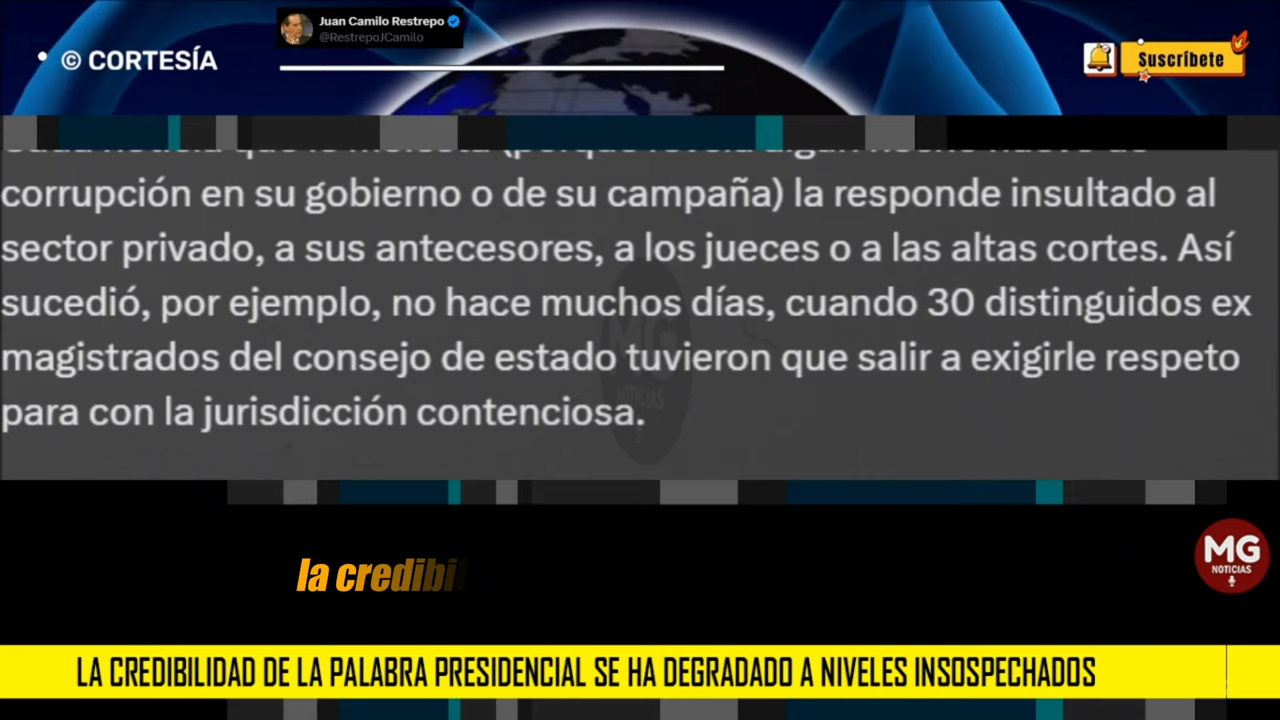 © CORTESÍA
Juan Camilo Restrepo
@RestrepoJCamilo
Suscríbete
corrupción en su gobierno o de su campaña) la responde insultado al
sector privado, a sus antecesores, a los jueces o a las altas cortes. Así
sucedió, por ejemplo, no hace muchos días, cuando 30 distinguidos ex
magistrados del consejo de estado tuvieron que salir a exigirle respeto
para con la jurisdicción contenciosa.
MG
NOTICIAS
la credibi
MG
NOTICIAS
LA CREDIBILIDAD DE LA PALABRA PRESIDENCIAL SE HA DEGRADADO A NIVELES INSOSPECHADOS